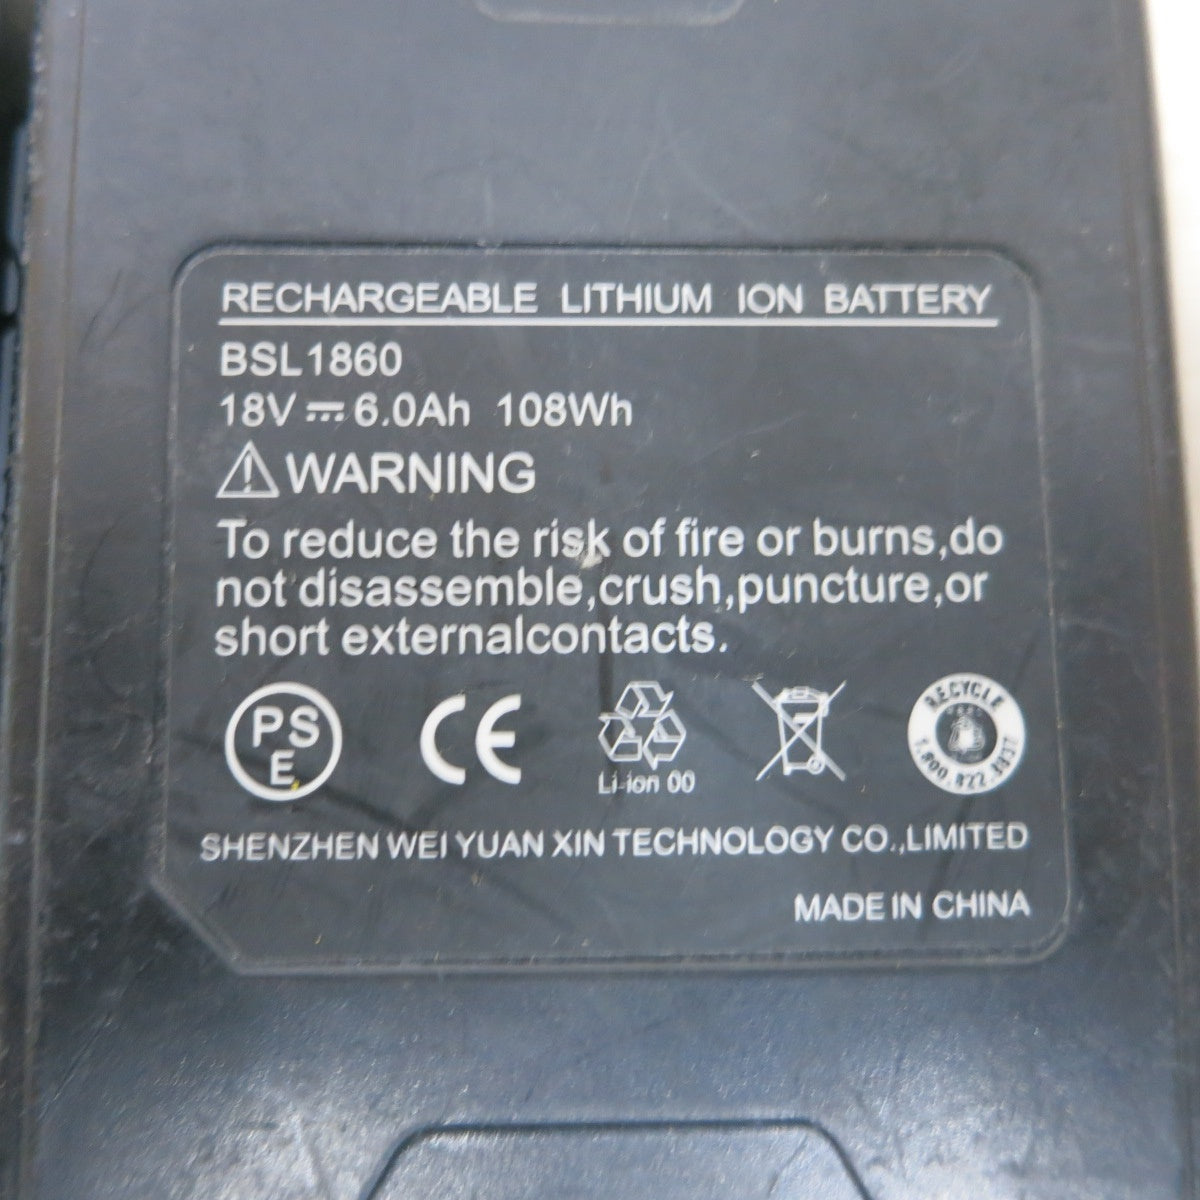 RECHARGEABLE LITHIUM ION BATTERY
BSL1860
18V ⎓ 6.0Ah 108Wh
⚠ WARNING
To reduce the risk of fire or burns,do
not disassemble,crush,puncture,or
short externalcontacts.
PS
E
CE
Li-ion 00
RECYCLE
SHENZHEN WEI YUAN XIN TECHNOLOGY CO.,LIMITED
MADE IN CHINA